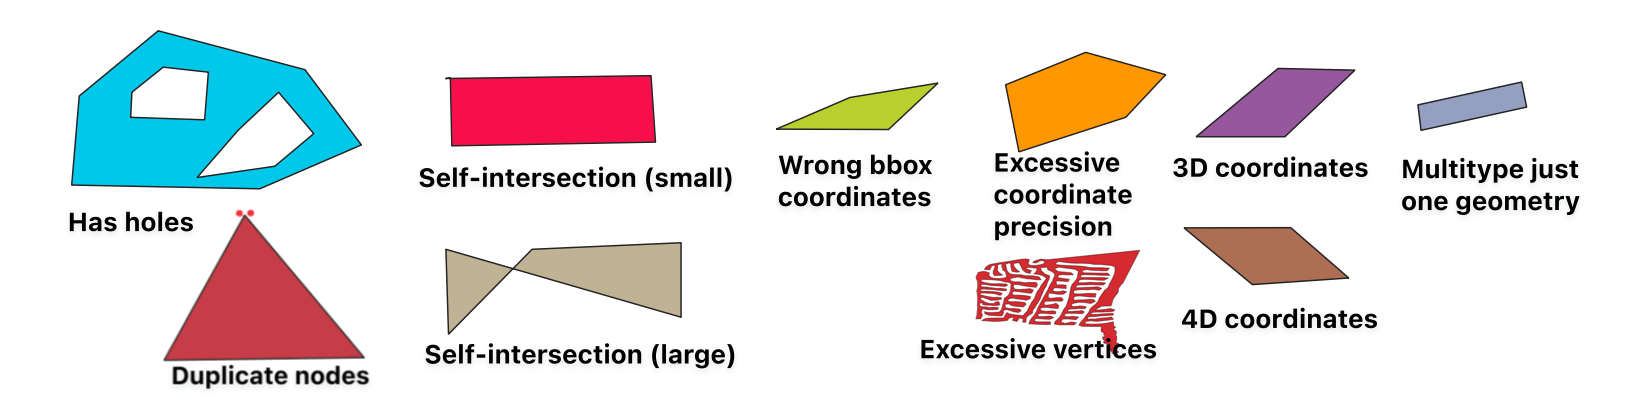 Has holes
Duplicate nodes
Self-intersection (small)
Self-intersection (large)
Wrong bbox
coordinates
Excessive
coordinate
precision
Excessive vertices
3D coordinates
4D coordinates
Multitype just
one geometry